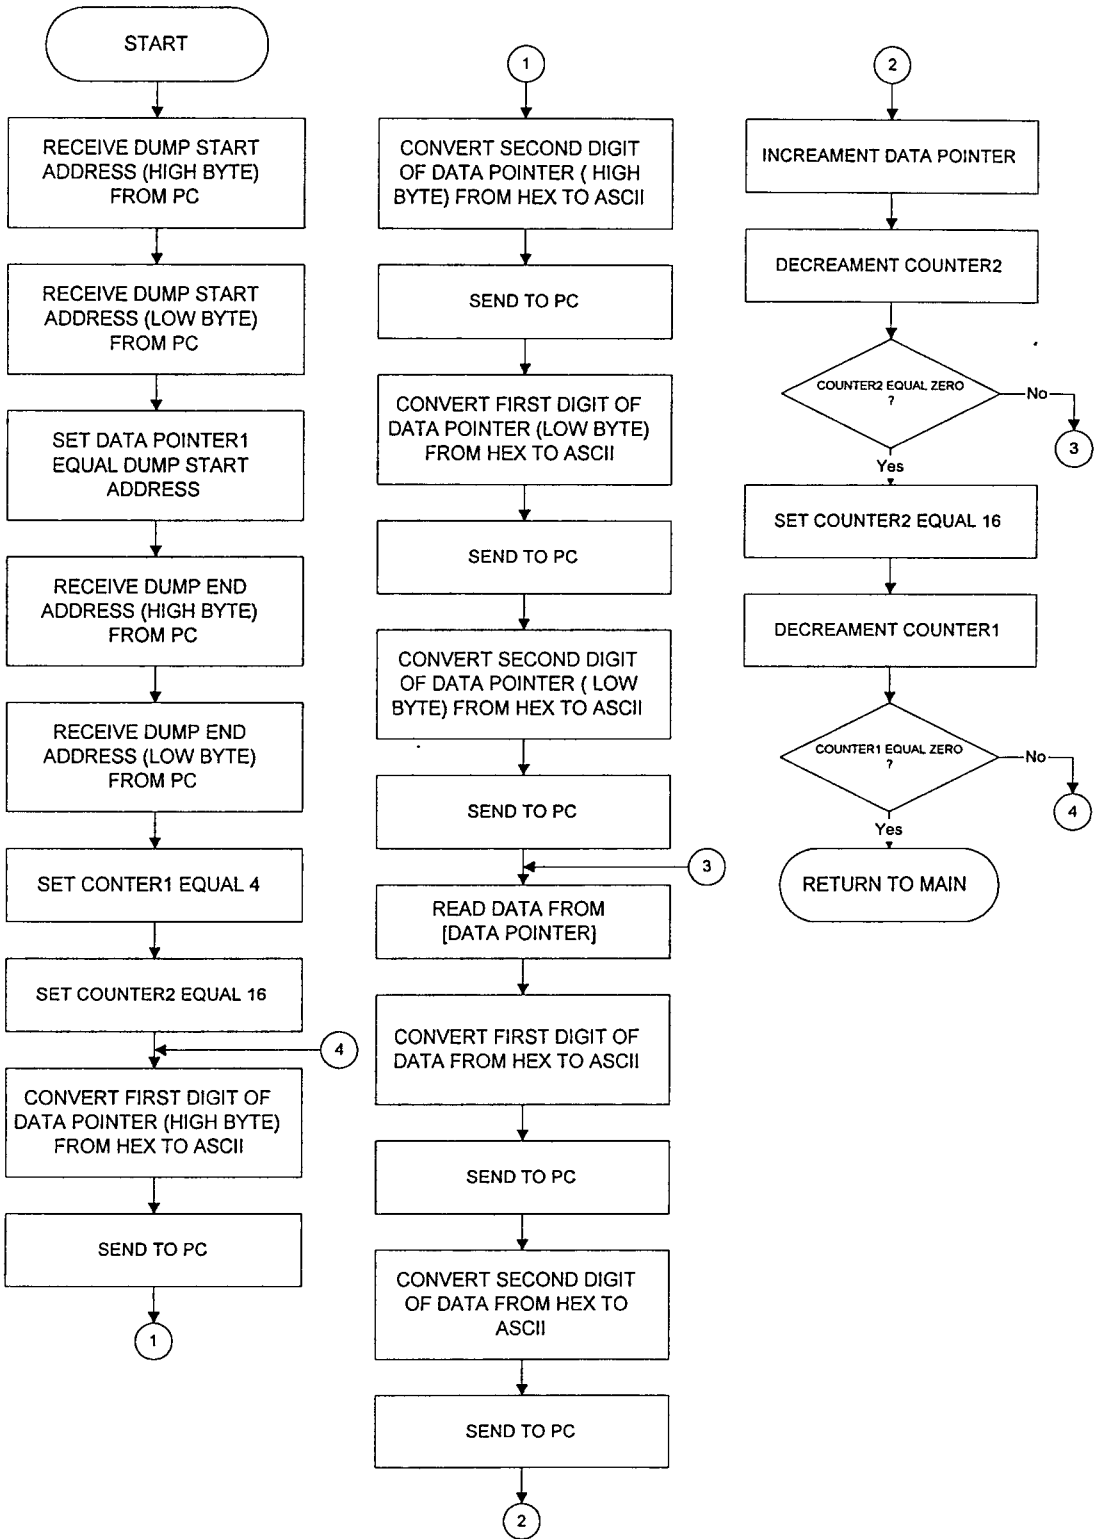 START
RECEIVE DUMP START
ADDRESS (HIGH BYTE)
FROM PC
RECEIVE DUMP START
ADDRESS (LOW BYTE)
FROM PC
SET DATA POINTER1
EQUAL DUMP START
ADDRESS
RECEIVE DUMP END
ADDRESS (HIGH BYTE)
FROM PC
RECEIVE DUMP END
ADDRESS (LOW BYTE)
FROM PC
SET CONTER1 EQUAL 4
SET COUNTER2 EQUAL 16
4
CONVERT FIRST DIGIT OF
DATA POINTER (HIGH BYTE)
FROM HEX TO ASCII
SEND TO PC
1
1
CONVERT SECOND DIGIT
OF DATA POINTER ( HIGH
BYTE) FROM HEX TO ASCII
SEND TO PC
CONVERT FIRST DIGIT OF
DATA POINTER (LOW BYTE)
FROM HEX TO ASCII
SEND TO PC
CONVERT SECOND DIGIT
OF DATA POINTER ( LOW
BYTE) FROM HEX TO ASCII
SEND TO PC
3
READ DATA FROM
[DATA POINTER]
CONVERT FIRST DIGIT OF
DATA FROM HEX TO ASCII
SEND TO PC
CONVERT SECOND DIGIT
OF DATA FROM HEX TO
ASCII
SEND TO PC
2
2
INCREAMENT DATA POINTER
DECREAMENT COUNTER2
COUNTER2 EQUAL ZERO
?
No
3
Yes
SET COUNTER2 EQUAL 16
DECREAMENT COUNTER1
COUNTER1 EQUAL ZERO
?
No
4
Yes
RETURN TO MAIN